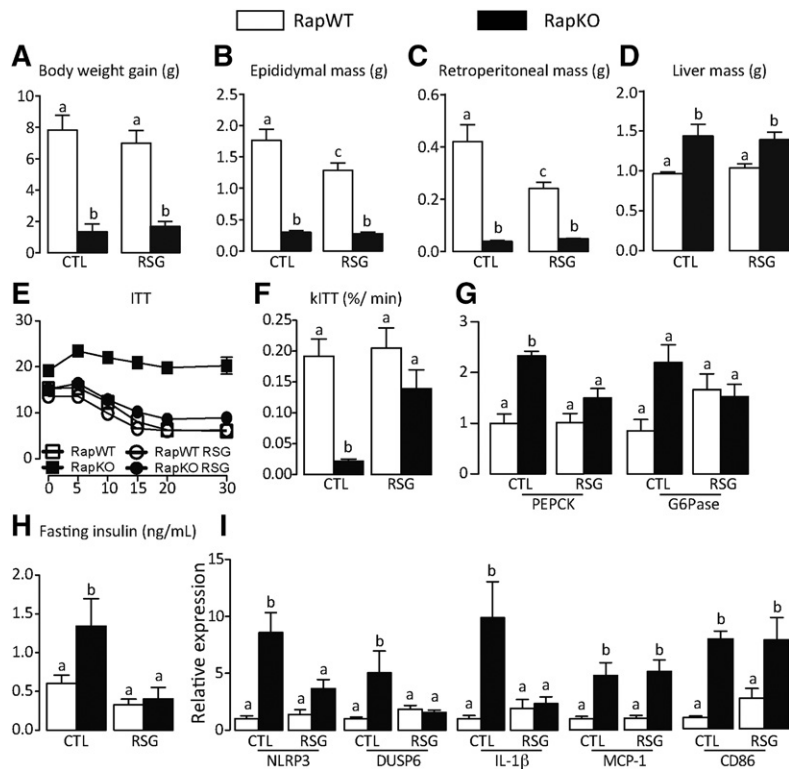 RapWT RapKO
A Body weight gain (g)
10
8
6
4
2
0
a
b
a
b
CTL RSG
B Epididymal mass (g)
2.0
1.5
1.0
0.5
0.0
a
b
c
b
CTL RSG
C Retroperitoneal mass (g)
0.6
0.4
0.2
0.0
a
b
c
b
CTL RSG
D Liver mass (g)
2.0
1.5
1.0
0.5
0.0
a
b
a
b
CTL RSG
E ITT
30
20
10
0
RapWT RapWT RSG
RapKO RapKO RSG
0 5 10 15 20 30
F kITT (%/ min)
0.25
0.20
0.15
0.10
0.05
0.00
a
b
a
a
CTL RSG
G
3
2
1
0
a
b
a
a
a
a
a
a
CTL RSG CTL RSG
PEPCK G6Pase
H Fasting insulin (ng/mL)
2.0
1.5
1.0
0.5
0.0
a
b
a
a
CTL RSG
I
Relative expression
15
10
5
0
a
b
a
a
a
b
a
a
a
b
a
a
a
b
a
b
a
b
a
b
CTL RSG CTL RSG CTL RSG CTL RSG CTL RSG
NLRP3 DUSP6 IL-1β MCP-1 CD86